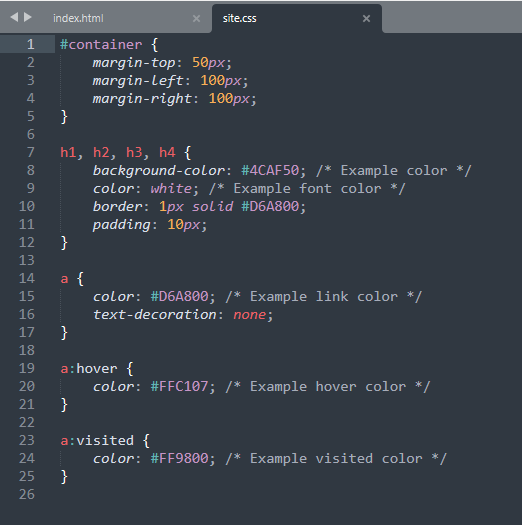 index.html × site.css ×
1 #container {
2 margin-top: 50px;
3 margin-left: 100px;
4 margin-right: 100px;
5 }
6
7 h1, h2, h3, h4 {
8 background-color: #4CAF50; /* Example color */
9 color: white; /* Example font color */
10 border: 1px solid #D6A800;
11 padding: 10px;
12 }
13
14 a {
15 color: #D6A800; /* Example link color */
16 text-decoration: none;
17 }
18
19 a:hover {
20 color: #FFC107; /* Example hover color */
21 }
22
23 a:visited {
24 color: #FF9800; /* Example visited color */
25 }
26